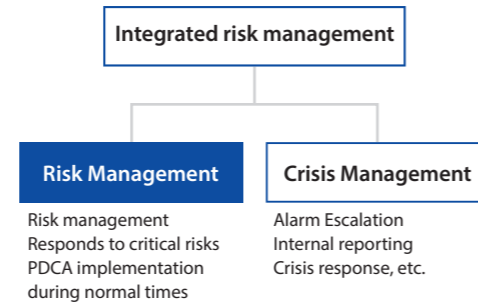 Integrated risk management
Risk Management
Risk management
Responds to critical risks
PDCA implementation
during normal times
Crisis Management
Alarm Escalation
Internal reporting
Crisis response, etc.